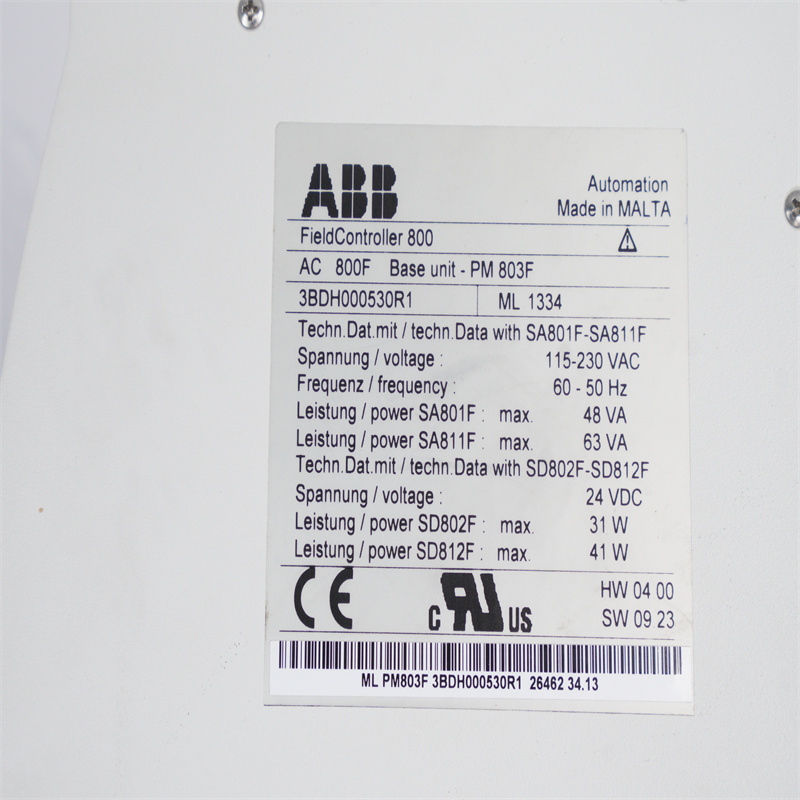 ABB
Automation
Made in MALTA
FieldController 800
AC 800F Base unit - PM 803F
3BDH000530R1 ML 1334
Techn.Dat.mit / techn.Data with SA801F-SA811F
Spannung / voltage : 115-230 VAC
Frequenz / frequency : 60 - 50 Hz
Leistung / power SA801F : max. 48 VA
Leistung / power SA811F : max. 63 VA
Techn.Dat.mit / techn.Data with SD802F-SD812F
Spannung / voltage : 24 VDC
Leistung / power SD802F : max. 31 W
Leistung / power SD812F : max. 41 W
CE C RU US HW 04 00
SW 09 23
ML PM803F 3BDH000530R1 26462 34.13